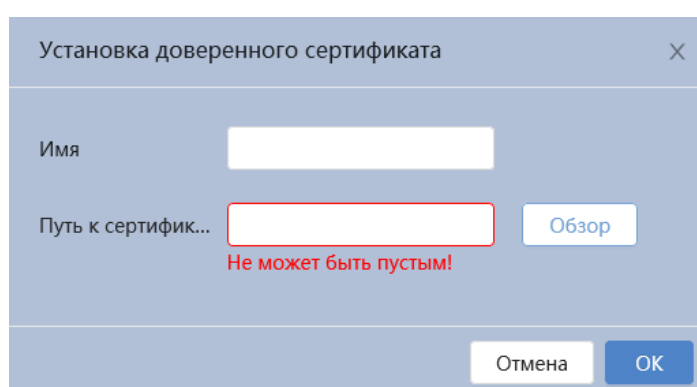 Установка доверенного сертификата
Имя
Путь к сертифик... Обзор
Не может быть пустым!
Отмена OK